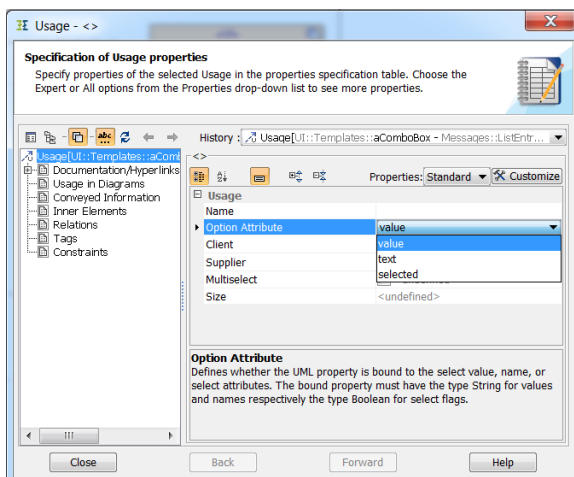 Usage - <>
X
Specification of Usage properties
Specify properties of the selected Usage in the properties specification table. Choose the
Expert or All options from the Properties drop-down list to see more properties.
abc
History : Usage[UI::Templates::aComboBox - Messages::ListEntr...
Usage[UI::Templates::aComb
Documentation/Hyperlinks
Usage in Diagrams
Conveyed Information
Inner Elements
Relations
Tags
Constraints
<>
Properties: Standard Customize
Usage
Name
Option Attribute value
value
Client
text
Supplier
selected
Multiselect
Size <undefined>
Option Attribute
Defines whether the UML property is bound to the select value, name, or
select attributes. The bound property must have the type String for values
and names respectively the type Boolean for select flags.
Close Back Forward Help